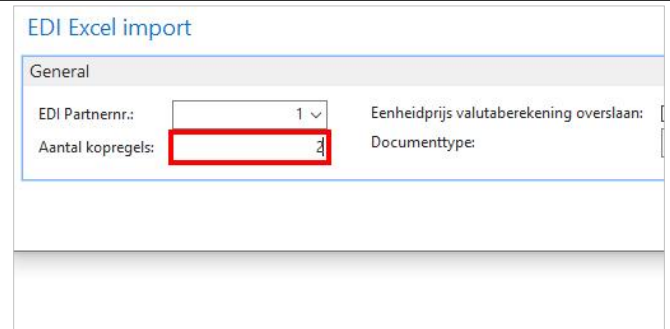 EDI Excel import
General
EDI Partnernr.: 1 Eenheidprijs valutaberekening overslaan:
Aantal kopregels: 2 Documenttype: